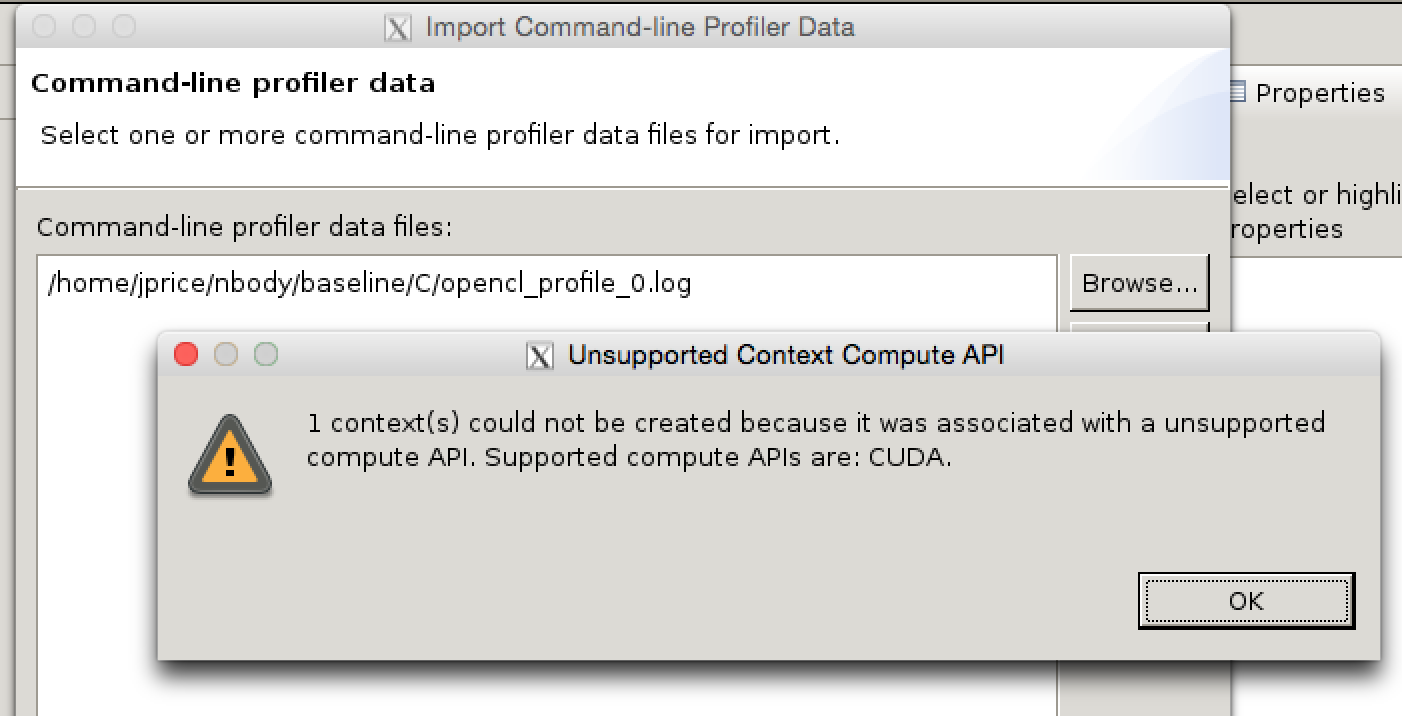 Import Command-line Profiler Data
Command-line profiler data
Select one or more command-line profiler data files for import.
Properties
elect or highli
roperties
Command-line profiler data files:
/home/jprice/nbody/baseline/C/opencl_profile_0.log
Browse...
Unsupported Context Compute API
1 context(s) could not be created because it was associated with a unsupported
compute API. Supported compute APIs are: CUDA.
OK